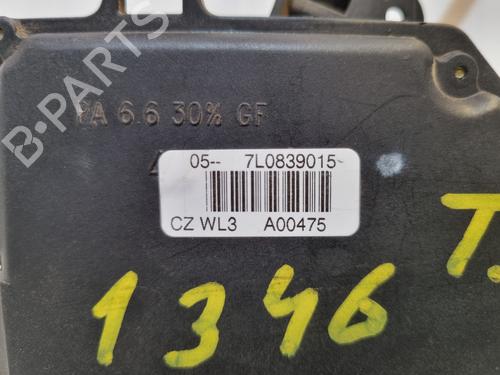 B-PARTS
PA 6.6 30% GF
05-- 7L0839015
CZ WL3 A00475
1346 T.